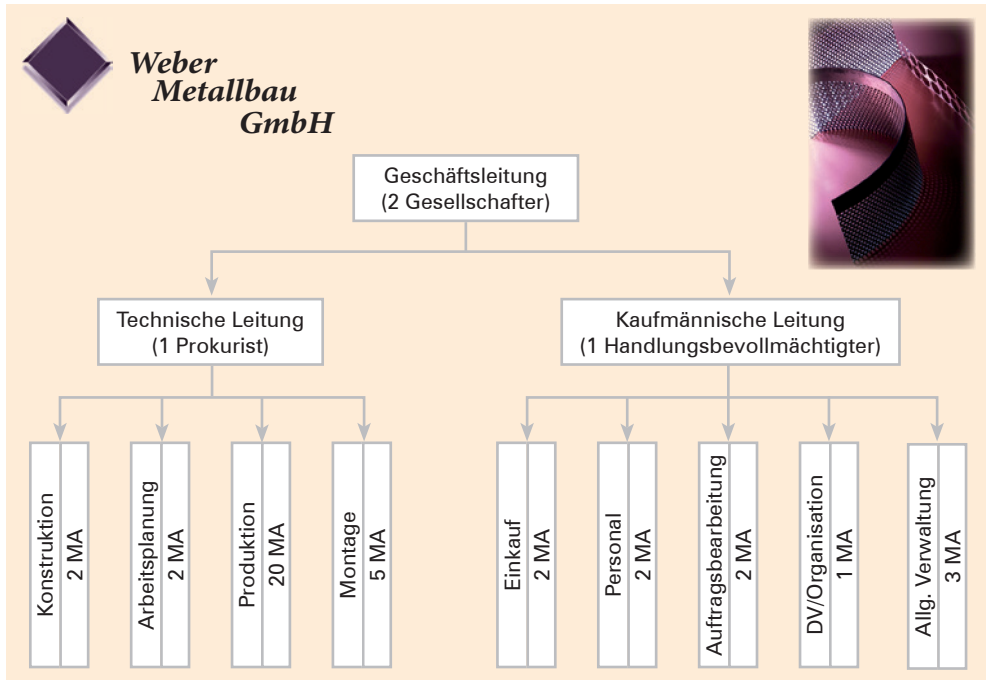 Weber
Metallbau
GmbH
Geschäftsleitung
(2 Gesellschafter)
Technische Leitung
(1 Prokurist)
Kaufmännische Leitung
(1 Handlungsbevollmächtigter)
Konstruktion
2 MA
Arbeitsplanung
2 MA
Produktion
20 MA
Montage
5 MA
Einkauf
2 MA
Personal
2 MA
Auftragsbearbeitung
2 MA
DV/Organisation
1 MA
Allg. Verwaltung
3 MA